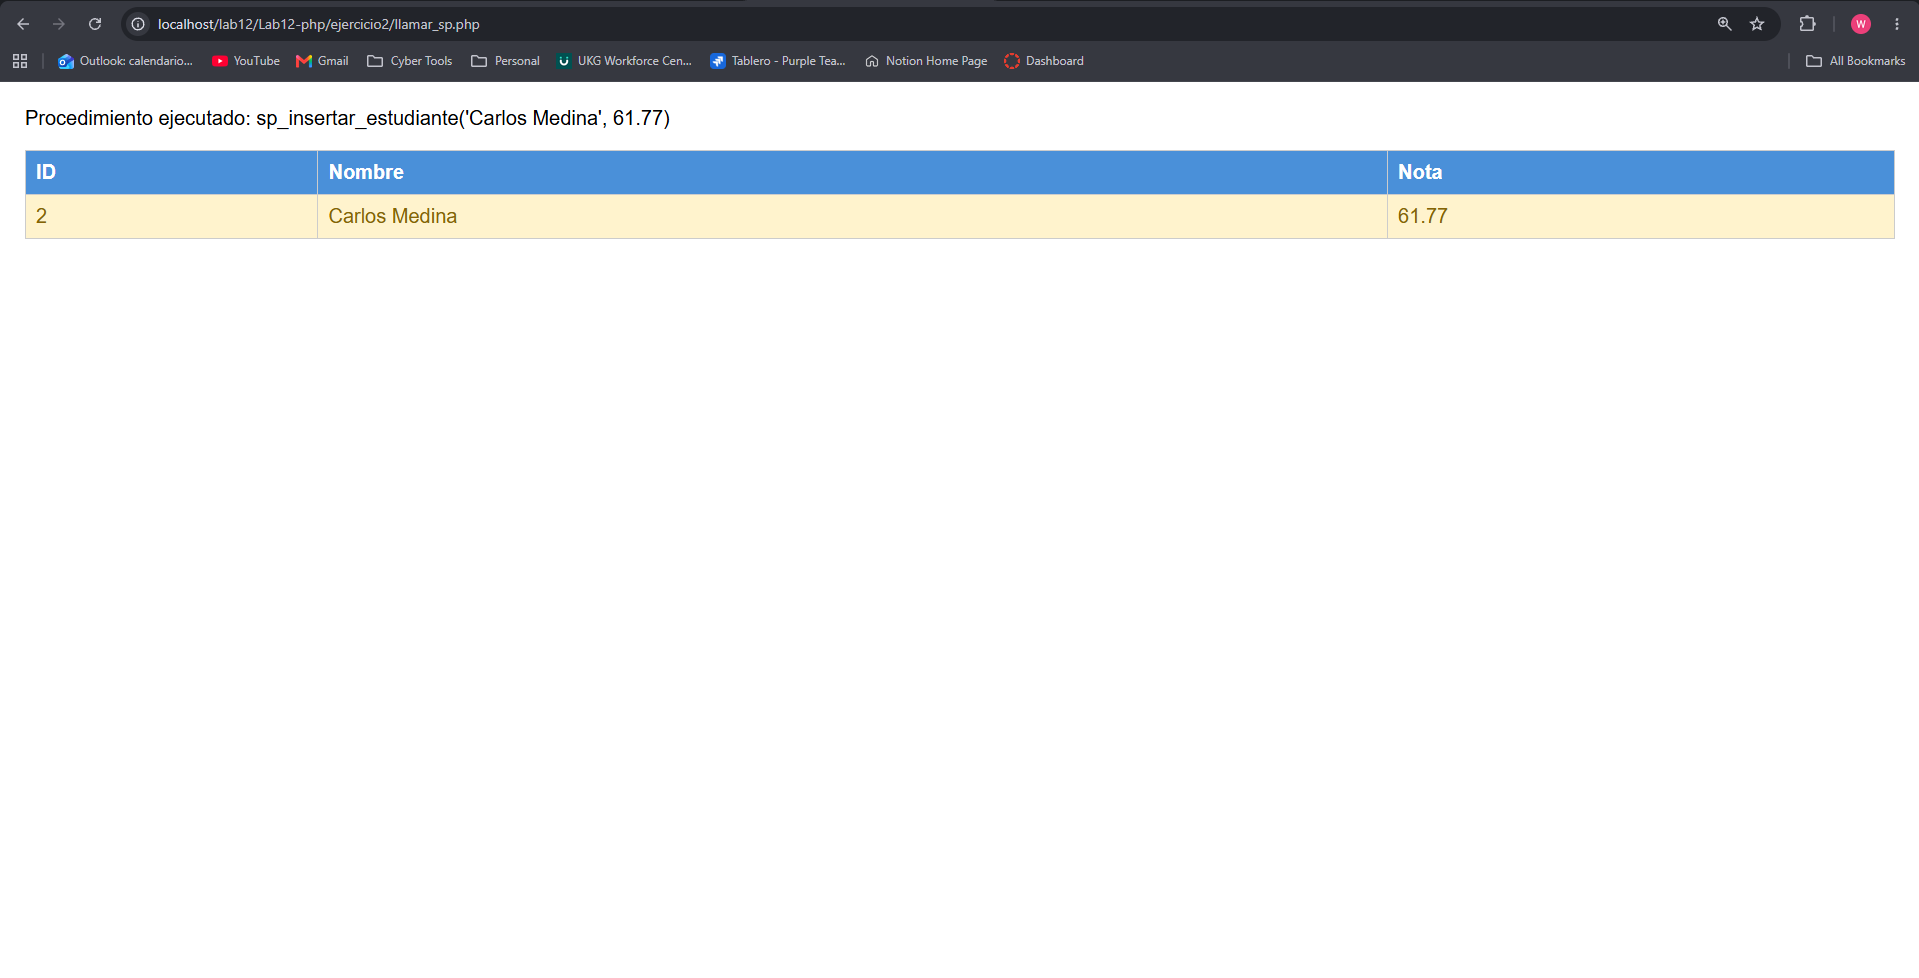 localhost/lab12/Lab12-php/ejercicio2/llamar_sp.php
W
Outlook: calendario... YouTube Gmail Cyber Tools Personal UKG Workforce Cen... Tablero - Purple Tea... Notion Home Page Dashboard All Bookmarks
Procedimiento ejecutado: sp_insertar_estudiante('Carlos Medina', 61.77)
ID Nombre Nota
2 Carlos Medina 61.77